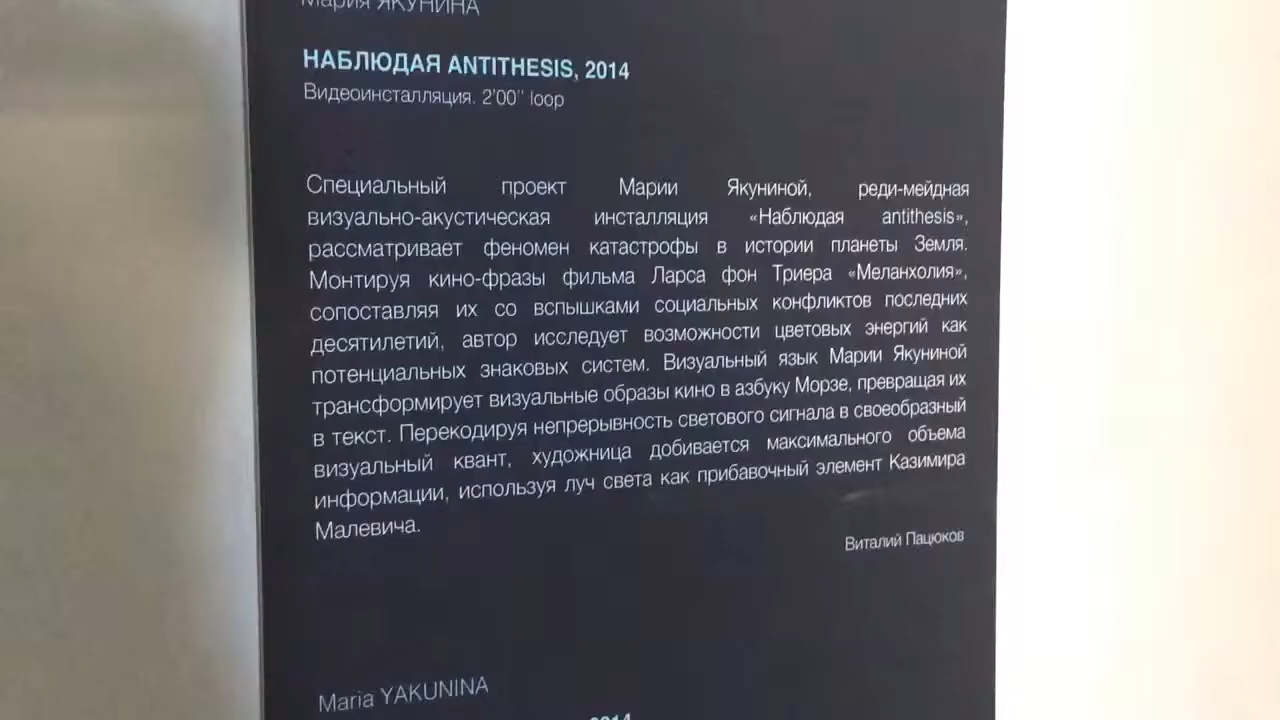 Мария ЯКУНИНА
НАБЛЮДАЯ ANTITHESIS, 2014
Видеоинсталляция. 2'00" loop
Специальный проект Марии Якуниной, реди-мейдная
визуально-акустическая инсталляция «Наблюдая antithesis»,
рассматривает феномен катастрофы в истории планеты Земля.
Монтируя кино-фразы фильма Ларса фон Триера «Меланхолия»,
сопоставляя их со вспышками социальных конфликтов последних
десятилетий, автор исследует возможности цветовых энергий как
потенциальных знаковых систем. Визуальный язык Марии Якуниной
трансформирует визуальные образы кино в азбуку Морзе, превращая их
в текст. Перекодируя непрерывность светового сигнала в своеобразный
визуальный квант, художница добивается максимального объема
информации, используя луч света как прибавочный элемент Казимира
Малевича.
Виталий Пацюков
Maria YAKUNINA
2014